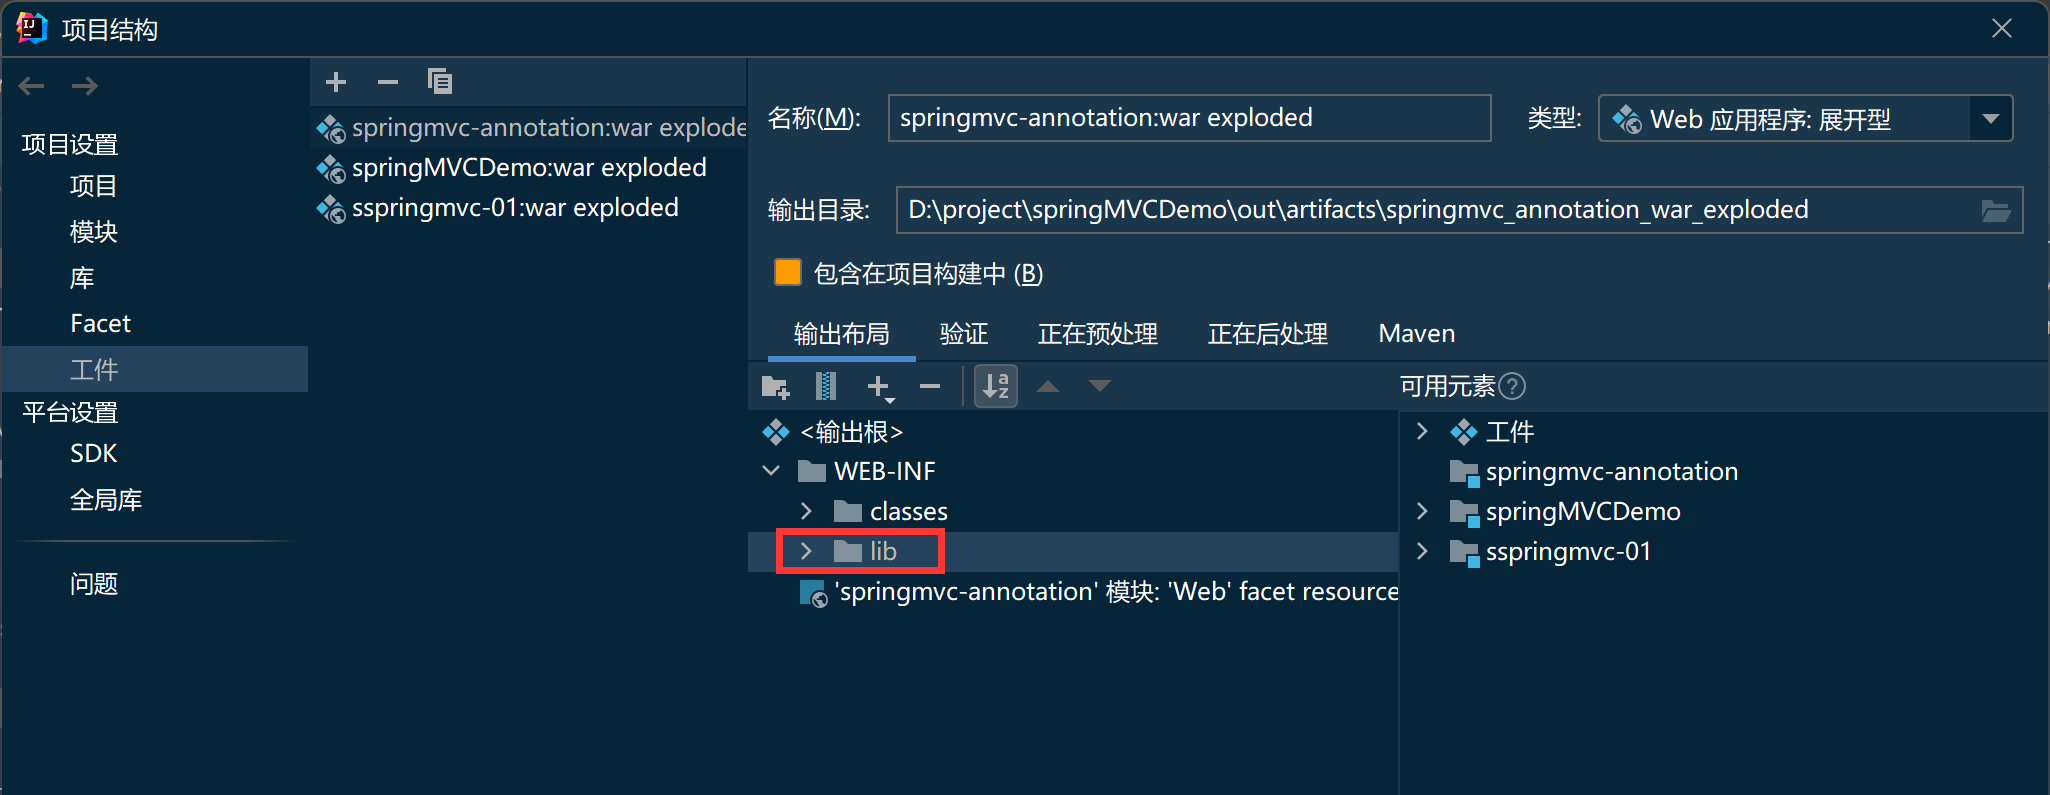 项目结构
项目设置
项目
模块
库
Facet
工件
平台设置
SDK
全局库
问题
springmvc-annotation:war explode
springMVCDemo:war exploded
sspringmvc-01:war exploded
名称(M): springmvc-annotation:war exploded 类型: Web 应用程序: 展开型
输出目录: D:\project\springMVCDemo\out\artifacts\springmvc_annotation_war_exploded
包含在项目构建中 (B)
输出布局 验证 正在预处理 正在后处理 Maven
<输出根>
WEB-INF
classes
lib
'springmvc-annotation' 模块: 'Web' facet resource
可用元素
工件
springmvc-annotation
springMVCDemo
sspringmvc-01